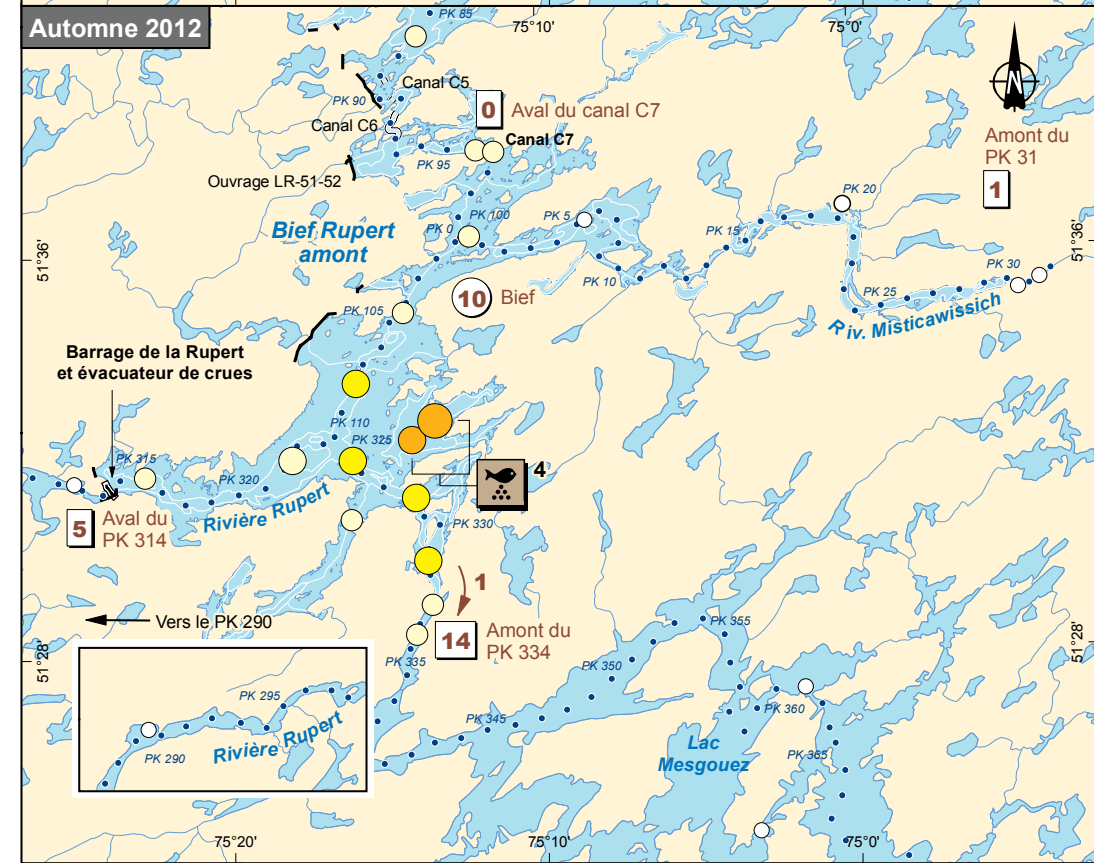 Automne 2012
PK 85
75°10'
75°0'
N
Canal C5
PK 90
0 Aval du canal C7
Canal C6
Canal C7
Amont du
PK 31
1
PK 95
Ouvrage LR-51-52
PK 20
PK 100
PK 5
PK 0
PK 15
Bief Rupert
amont
51°36'
51°36'
PK 10
PK 30
PK 25
10 Bief
PK 105
Riv. Misticawissich
Barrage de la Rupert
et évacuateur de crues
PK 110
PK 325
PK 315
PK 320
4
Rivière Rupert
5 Aval du
PK 314
PK 330
1
Vers le PK 290
14 Amont du
PK 334
PK 355
51°28'
51°28'
PK 335
PK 350
PK 295
PK 345
PK 360
Rivière Rupert
PK 290
Lac
Mesgouez
PK 365
75°20'
75°10'
75°0'